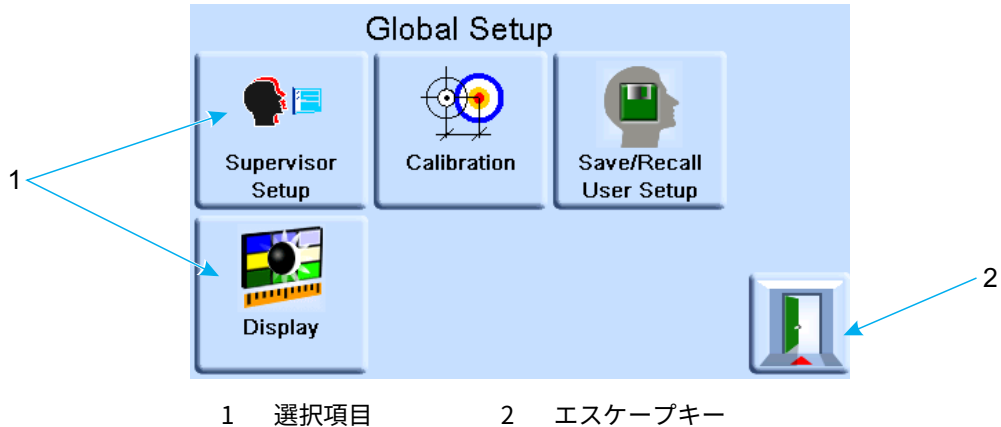 Global Setup
Supervisor
Setup
Calibration
Save/Recall
User Setup
1
Display
2
1 選択項目 2 エスケープキー